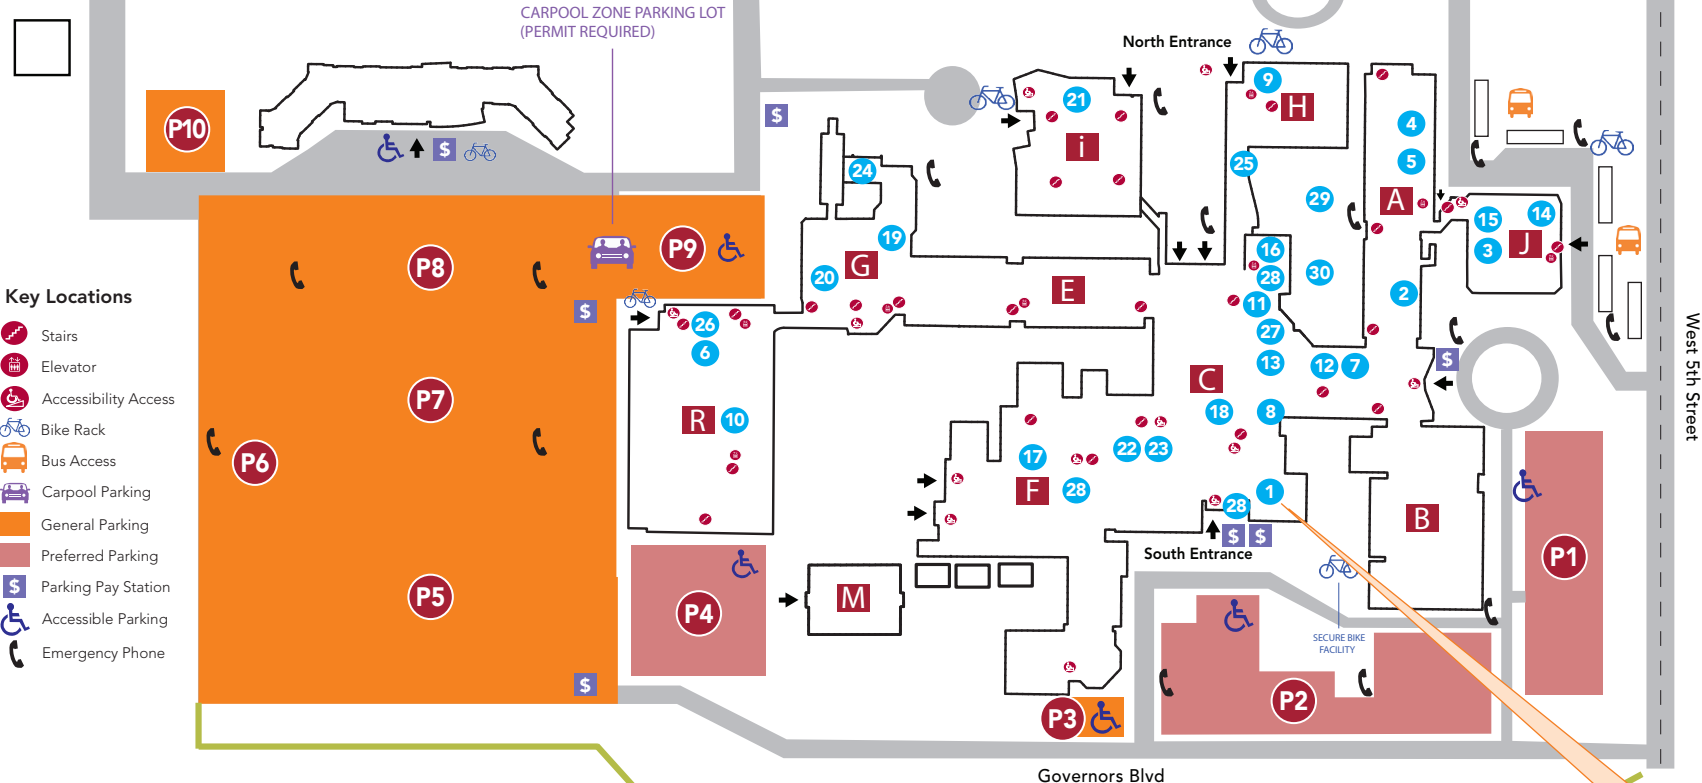 CARPOOL ZONE PARKING LOT
(PERMIT REQUIRED)
North Entrance
9
H
21
i
P10
$
$
4
5
25
24
29
A
15
14
3
J
19
P9
P8
G
20
E
16
28
30
2
11
Key Locations
Stairs
Elevator
Accessibility Access
Bike Rack
Bus Access
Carpool Parking
General Parking
Preferred Parking
$
Parking Pay Station
Accessible Parking
Emergency Phone
$
26
6
27
13
12
7
$
West 5th Street
C
P7
R
10
18
8
P6
17
22
23
F
28
1
28
B
$
$
South Entrance
P1
P5
P4
M
SECURE BIKE
FACILITY
$
P2
P3
Governors Blvd